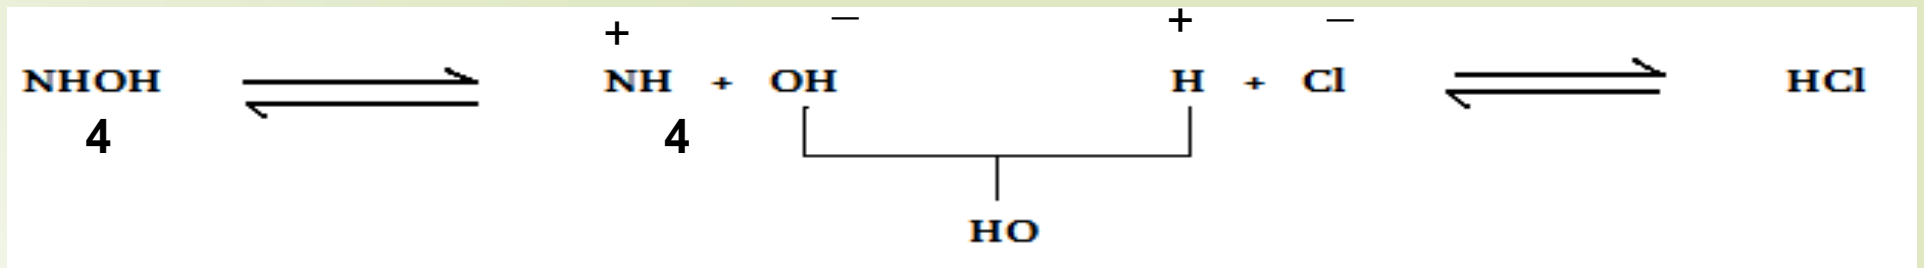 + − + −
NHOH ⇌ NH + OH H + Cl ⇌ HCl
4 4
HO